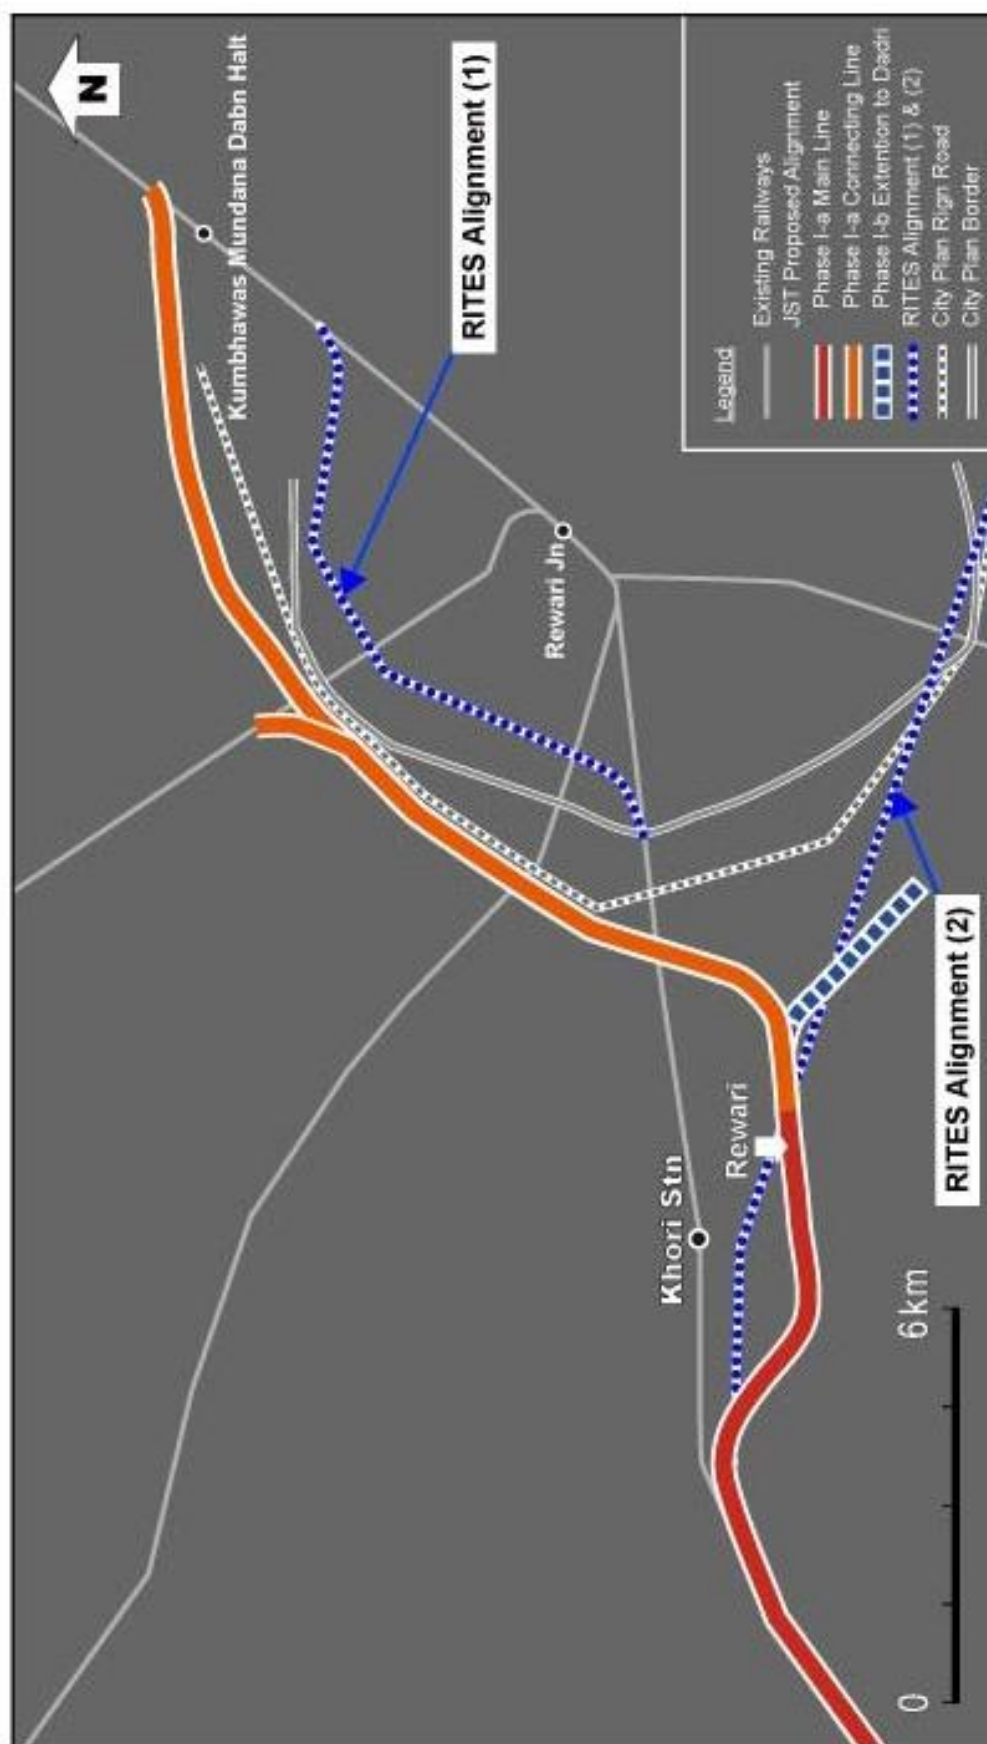 N
Kumbhawas Mundana Dabn Halt
RITES Alignment (1)
Rewari Jn
Khori Stn
Rewari
RITES Alignment (2)
0
6km
Legend
Existing Railways
JST Proposed Alignment
Phase I-a Main Line
Phase I-a Connecting Line
Phase I-b Extention to Dadri
RITES Alignment (1) & (2)
City Plan Rign Road
City Plan Border